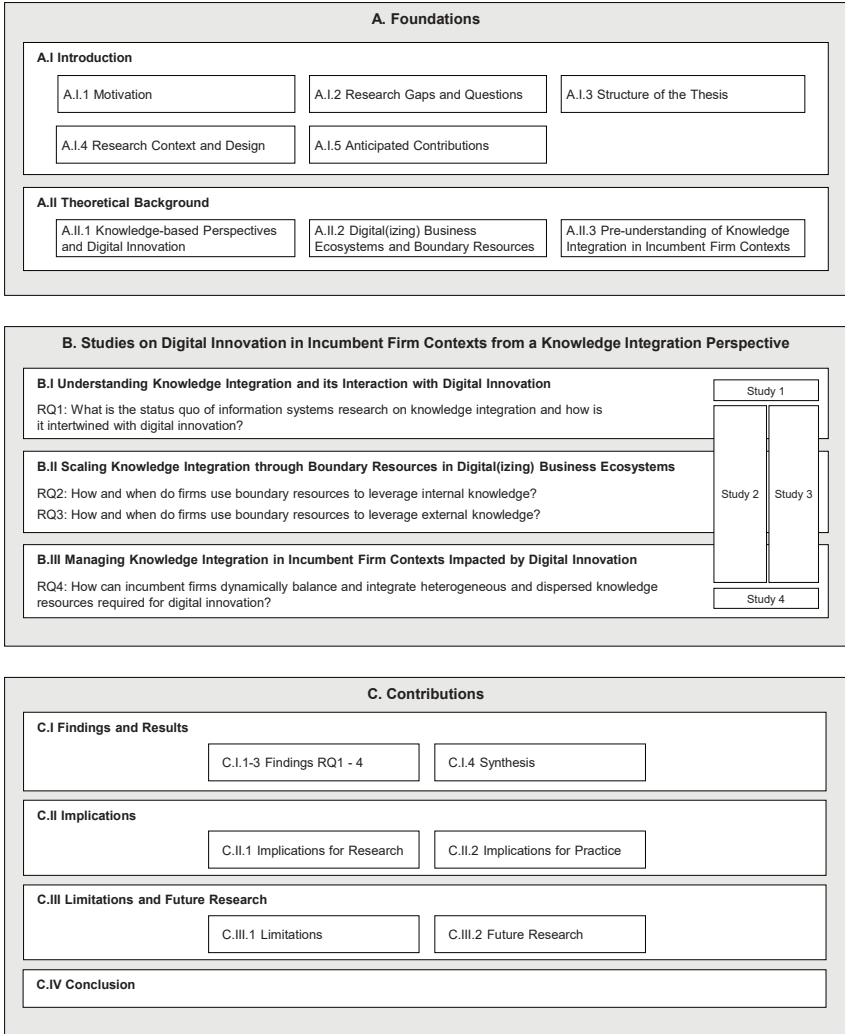 A. Foundations
A.I Introduction
A.I.1 Motivation
A.I.2 Research Gaps and Questions
A.I.3 Structure of the Thesis
A.I.4 Research Context and Design
A.I.5 Anticipated Contributions
A.II Theoretical Background
A.II.1 Knowledge-based Perspectives
and Digital Innovation
A.II.2 Digital(izing) Business
Ecosystems and Boundary Resources
A.II.3 Pre-understanding of Knowledge
Integration in Incumbent Firm Contexts
B. Studies on Digital Innovation in Incumbent Firm Contexts from a Knowledge Integration Perspective
B.I Understanding Knowledge Integration and its Interaction with Digital Innovation
RQ1: What is the status quo of information systems research on knowledge integration and how is
it intertwined with digital innovation?
Study 1
B.II Scaling Knowledge Integration through Boundary Resources in Digital(izing) Business Ecosystems
RQ2: How and when do firms use boundary resources to leverage internal knowledge?
RQ3: How and when do firms use boundary resources to leverage external knowledge?
Study 2
Study 3
B.III Managing Knowledge Integration in Incumbent Firm Contexts Impacted by Digital Innovation
RQ4: How can incumbent firms dynamically balance and integrate heterogeneous and dispersed knowledge
resources required for digital innovation?
Study 4
C. Contributions
C.I Findings and Results
C.I.1-3 Findings RQ1 - 4
C.I.4 Synthesis
C.II Implications
C.II.1 Implications for Research
C.II.2 Implications for Practice
C.III Limitations and Future Research
C.III.1 Limitations
C.III.2 Future Research
C.IV Conclusion